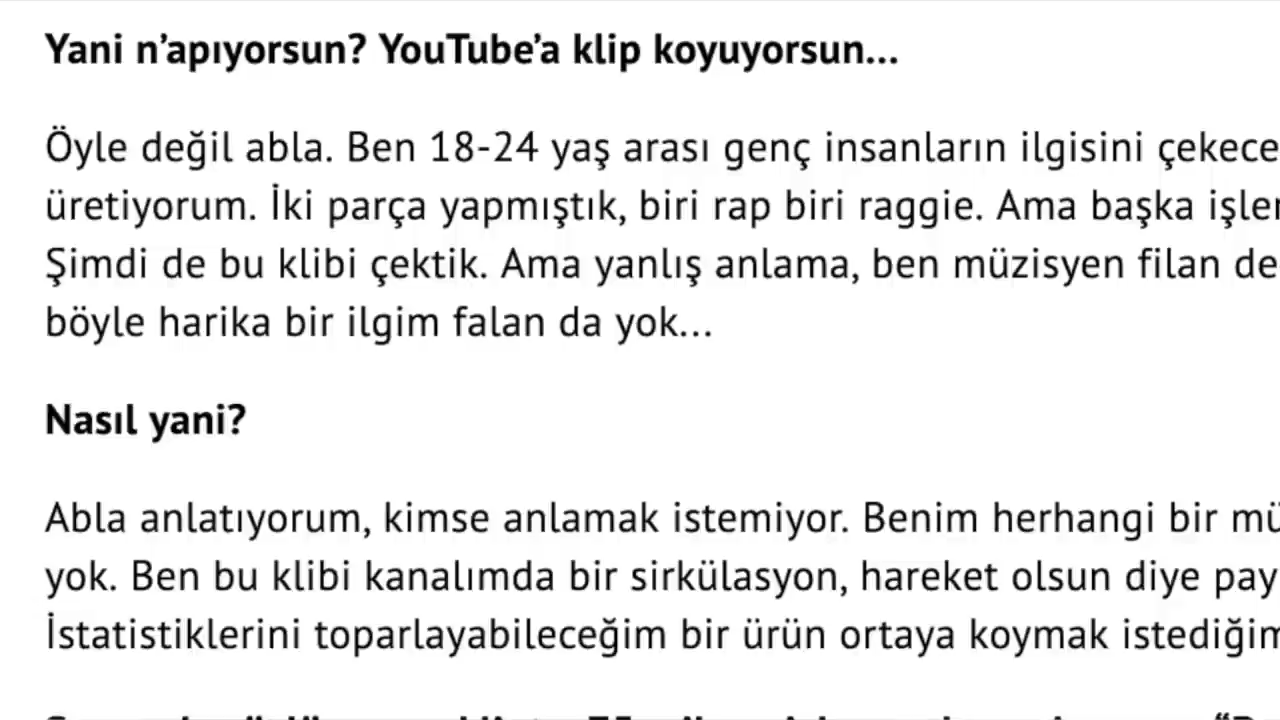 Yani n’apıyorsun? YouTube’a klip koyuyorsun...
Öyle değil abla. Ben 18-24 yaş arası genç insanların ilgisini çekece
üretiyorum. İki parça yapmıştık, biri rap biri raggie. Ama başka işler
Şimdi de bu klibi çektik. Ama yanlış anlama, ben müzisyen filan de
böyle harika bir ilgim falan da yok...
Nasıl yani?
Abla anlatıyorum, kimse anlamak istemiyor. Benim herhangi bir mü
yok. Ben bu klibi kanalımda bir sirkülasyon, hareket olsun diye pay
İstatistiklerini toparlayabileceğim bir ürün ortaya koymak istediğim